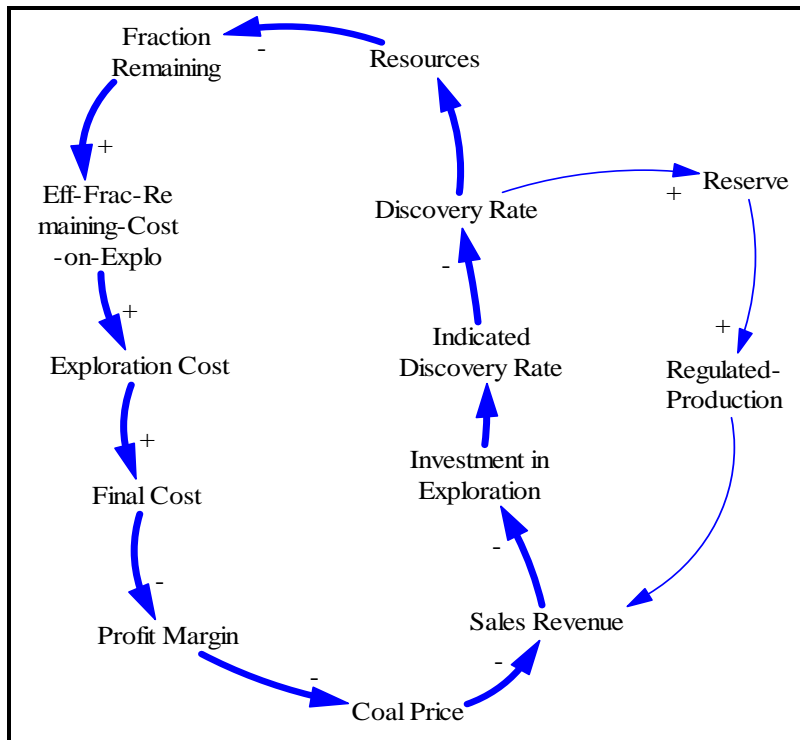 Fraction
Remaining
-
Resources
+
Eff-Frac-Re
maining-Cost
-on-Explo
Discovery Rate
+
Reserve
-
+
Exploration Cost
Indicated
Discovery Rate
+
Regulated-
Production
+
Final Cost
Investment in
Exploration
-
-
Profit Margin
Sales Revenue
-
-
Coal Price